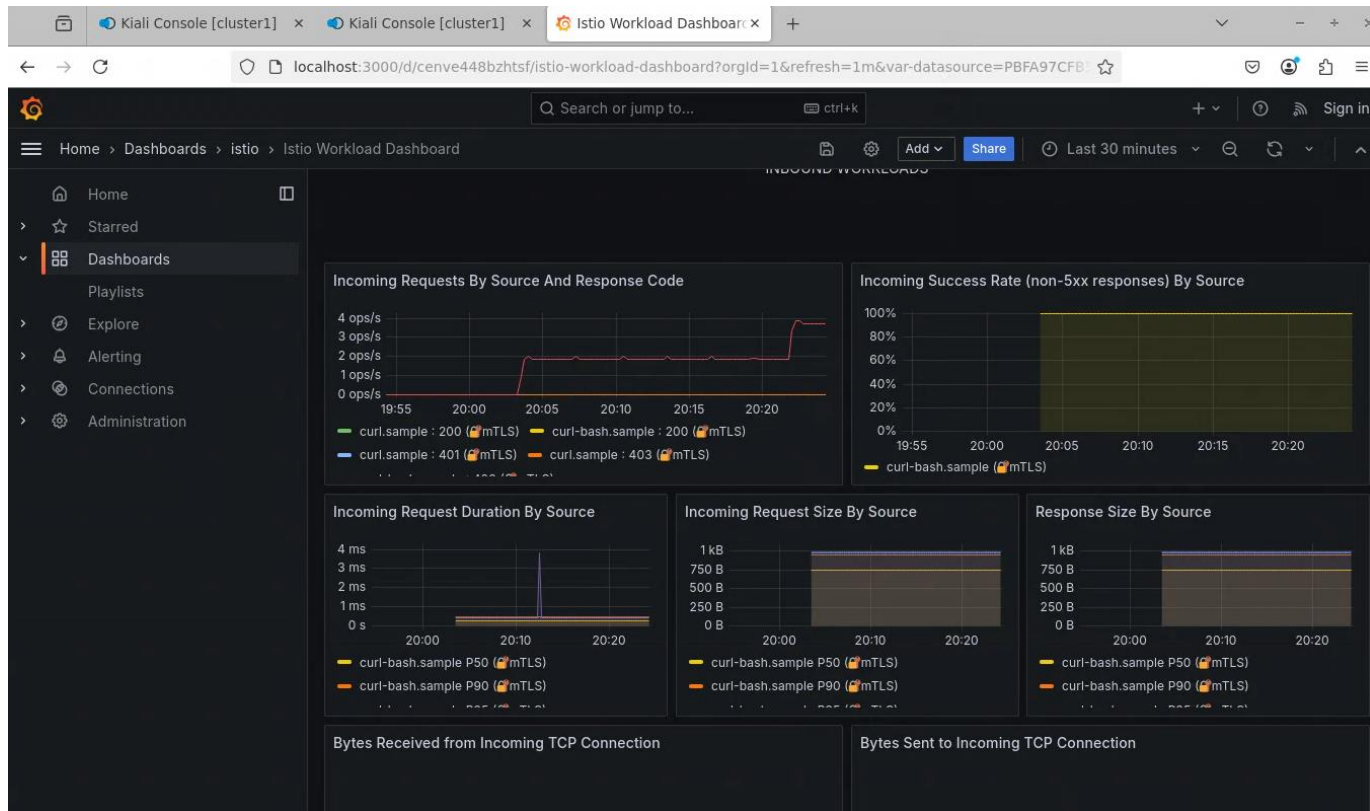 Kiali Console [cluster1] × Kiali Console [cluster1] × Istio Workload Dashboard × +
localhost:3000/d/cenve448bzhtsf/istio-workload-dashboard?orgId=1&refresh=1m&var-datasource=PBFA97CFB
Search or jump to... ctrl+k Sign in
Home › Dashboards › istio › Istio Workload Dashboard Add Share Last 30 minutes
INBOUND WORKLOADS
Home
Starred
Dashboards
Playlists
Explore
Alerting
Connections
Administration
Incoming Requests By Source And Response Code
4 ops/s
3 ops/s
2 ops/s
1 ops/s
0 ops/s
19:55 20:00 20:05 20:10 20:15 20:20
curl.sample : 200 (🔐mTLS) curl-bash.sample : 200 (🔐mTLS)
curl.sample : 401 (🔐mTLS) curl.sample : 403 (🔐mTLS)
Incoming Success Rate (non-5xx responses) By Source
100%
80%
60%
40%
20%
0%
19:55 20:00 20:05 20:10 20:15 20:20
curl-bash.sample (🔐mTLS)
Incoming Request Duration By Source
4 ms
3 ms
2 ms
1 ms
0 s
20:00 20:10 20:20
curl-bash.sample P50 (🔐mTLS)
curl-bash.sample P90 (🔐mTLS)
Incoming Request Size By Source
1 kB
750 B
500 B
250 B
0 B
20:00 20:10 20:20
curl-bash.sample P50 (🔐mTLS)
curl-bash.sample P90 (🔐mTLS)
Response Size By Source
1 kB
750 B
500 B
250 B
0 B
20:00 20:10 20:20
curl-bash.sample P50 (🔐mTLS)
curl-bash.sample P90 (🔐mTLS)
Bytes Received from Incoming TCP Connection
Bytes Sent to Incoming TCP Connection